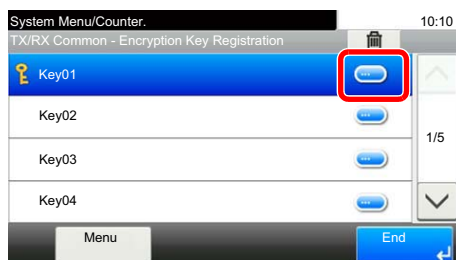 System Menu/Counter.
10:10
TX/RX Common - Encryption Key Registration
Key01
Key02
1/5
Key03
Key04
Menu
End